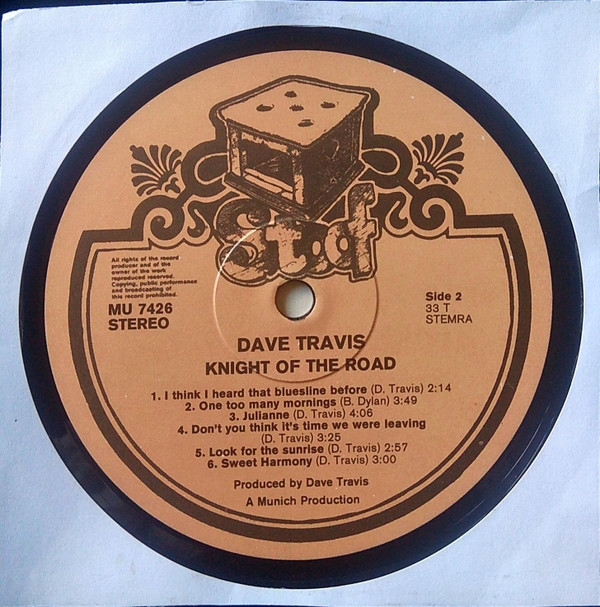 Stoof
All rights of the record
producer and of the
owner of the work
reproduced reserved.
Copying, public performance
and broadcasting of
this record prohibited.
MU 7426
STEREO
Side 2
33 T
STEMRA
DAVE TRAVIS
KNIGHT OF THE ROAD
1. I think I heard that bluesline before (D. Travis) 2:14
2. One too many mornings (B. Dylan) 3:49
3. Julianne (D. Travis) 4:06
4. Don't you think it's time we were leaving
(D. Travis) 3:25
5. Look for the sunrise (D. Travis) 2:57
6. Sweet Harmony (D. Travis) 3:00
Produced by Dave Travis
A Munich Production